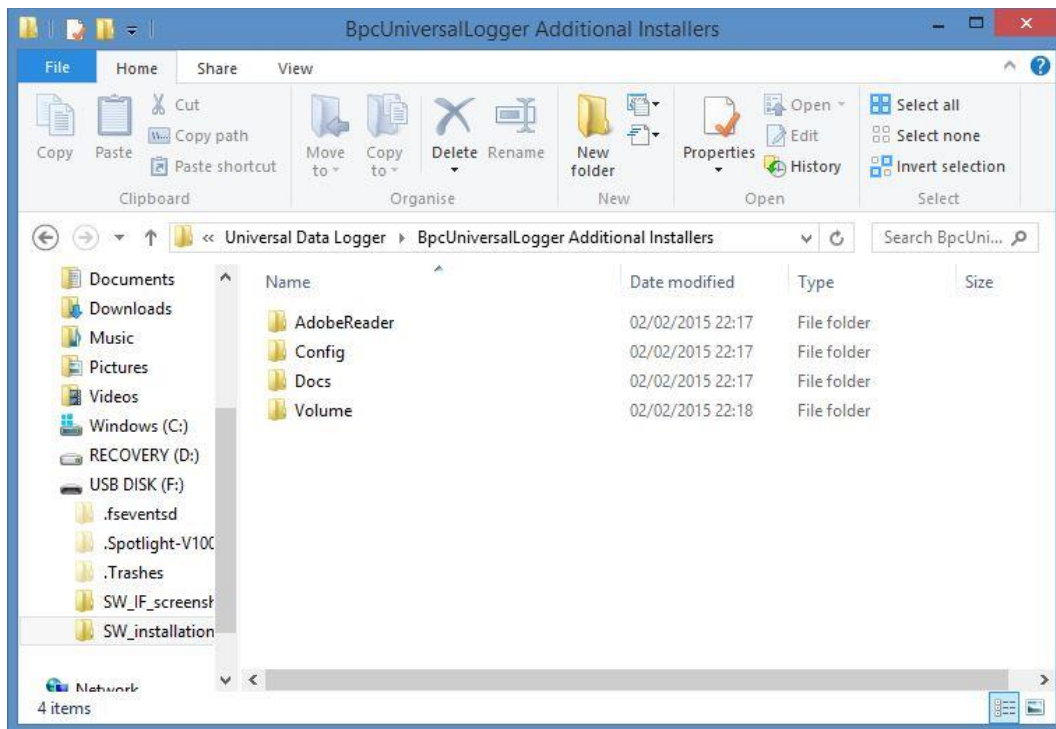 BpcUniversalLogger Additional Installers
File Home Share View
Copy
Paste
Cut
Copy path
Paste shortcut
Move to
Copy to
Delete
Rename
New folder
Properties
Open
Edit
History
Select all
Select none
Invert selection
Clipboard
Organise
New
Open
Select
« Universal Data Logger BpcUniversalLogger Additional Installers
Search BpcUni...
Documents
Downloads
Music
Pictures
Videos
Windows (C:)
RECOVERY (D:)
USB DISK (F:)
.fseventsd
.Spotlight-V100
.Trashes
SW_IF_screensh
SW_installation
Network
Name Date modified Type Size
AdobeReader 02/02/2015 22:17 File folder
Config 02/02/2015 22:17 File folder
Docs 02/02/2015 22:17 File folder
Volume 02/02/2015 22:18 File folder
4 items